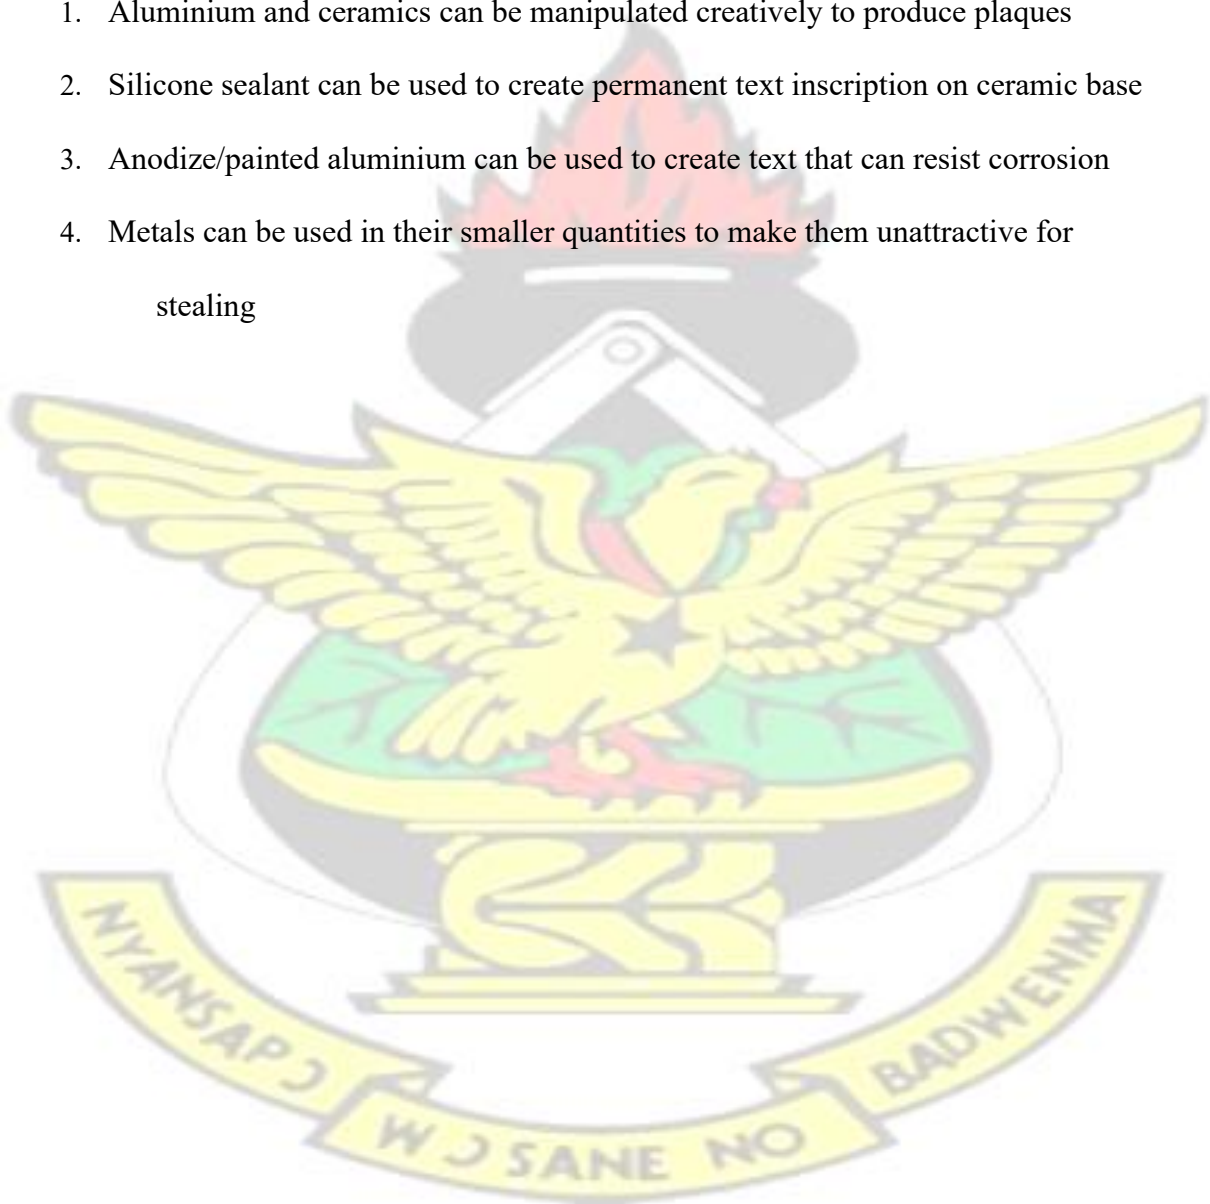 1. Aluminium and ceramics can be manipulated creatively to produce plaques
2. Silicone sealant can be used to create permanent text inscription on ceramic base
3. Anodize/painted aluminium can be used to create text that can resist corrosion
4. Metals can be used in their smaller quantities to make them unattractive for
stealing
NYANSAPƆ
WƆSANE NO
BADWENMA